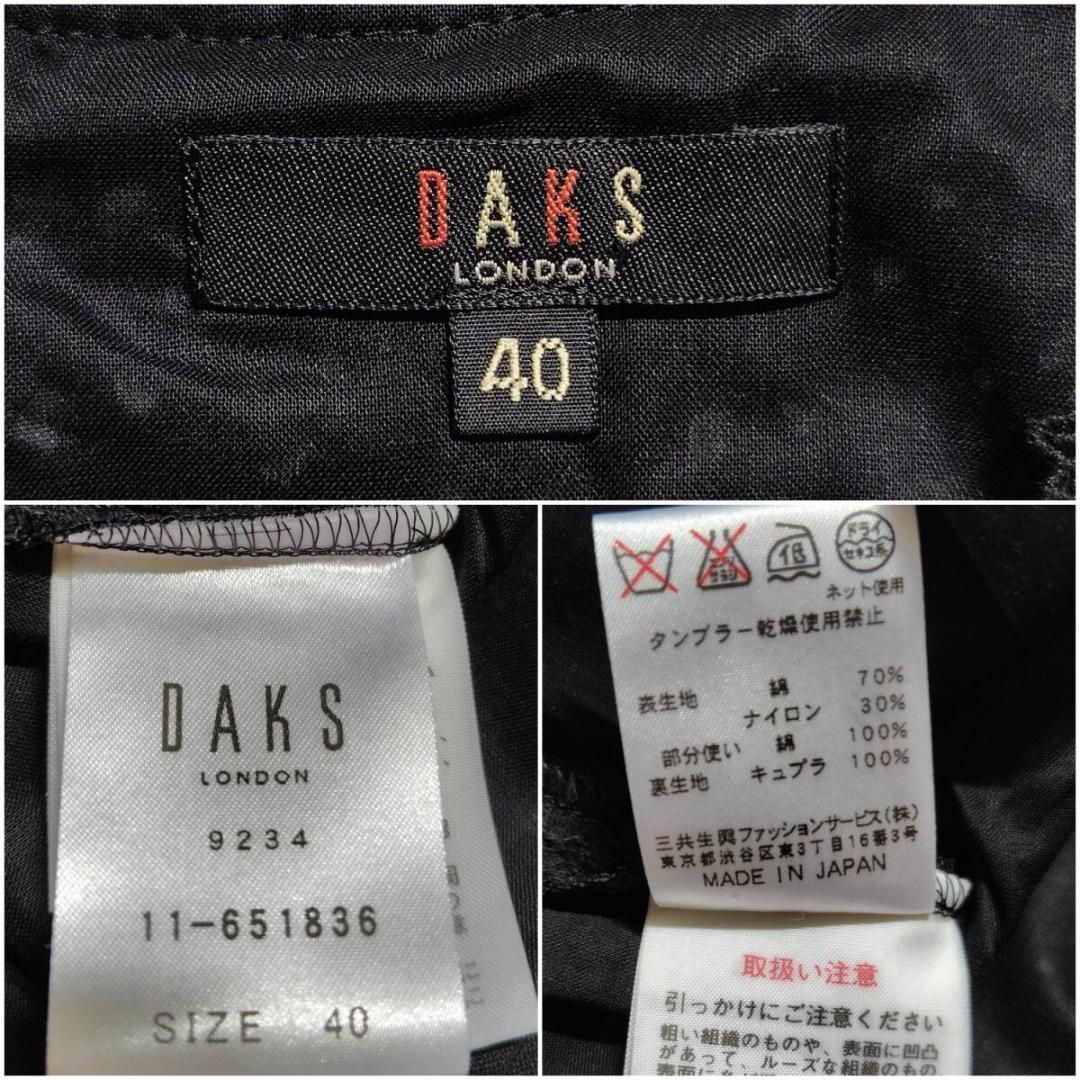 DAKS
LONDON
40
DAKS
LONDON
9234
11-651836
SIZE 40
低
ドライ
セキユ系
ネット使用
タンブラー乾燥使用禁止
表生地 綿 70%
ナイロン 30%
部分使い 綿 100%
裏生地 キュプラ 100%
三共生興ファッションサービス(株)
東京都渋谷区東3丁目16番3号
MADE IN JAPAN
取扱い注意
引っかけにご注意ください
粗い組織のものや、表面に凹凸
があって、ルーズな組織のもの